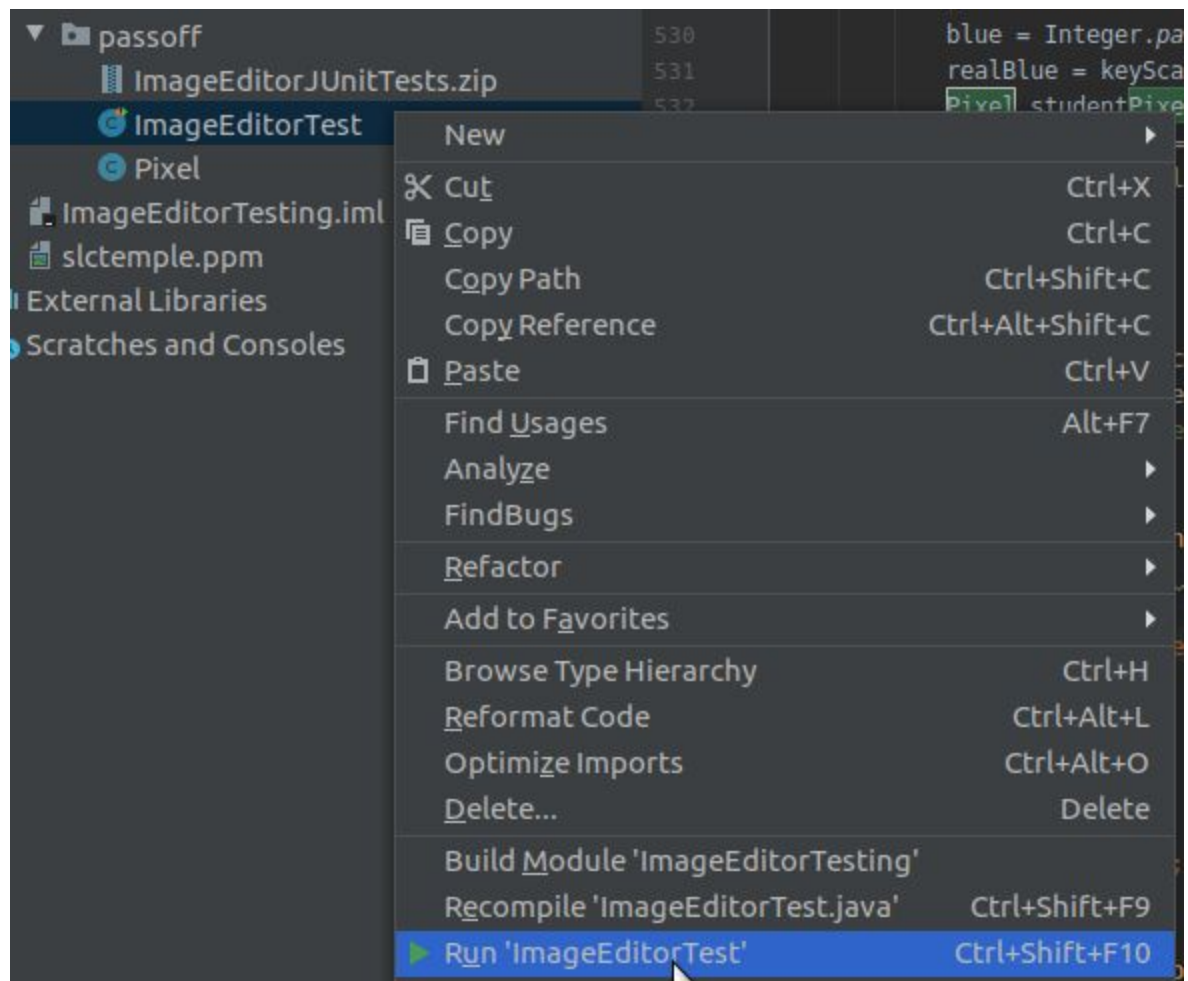 passoff
ImageEditorJUnitTests.zip
ImageEditorTest
Pixel
ImageEditorTesting.iml
slctemple.ppm
External Libraries
Scratches and Consoles
530 blue = Integer.pa
531 realBlue = keySca
532 Pixel studentPixe
New
Cut Ctrl+X
Copy Ctrl+C
Copy Path Ctrl+Shift+C
Copy Reference Ctrl+Alt+Shift+C
Paste Ctrl+V
Find Usages Alt+F7
Analyze
FindBugs
Refactor
Add to Favorites
Browse Type Hierarchy Ctrl+H
Reformat Code Ctrl+Alt+L
Optimize Imports Ctrl+Alt+O
Delete... Delete
Build Module 'ImageEditorTesting'
Recompile 'ImageEditorTest.java' Ctrl+Shift+F9
Run 'ImageEditorTest' Ctrl+Shift+F10